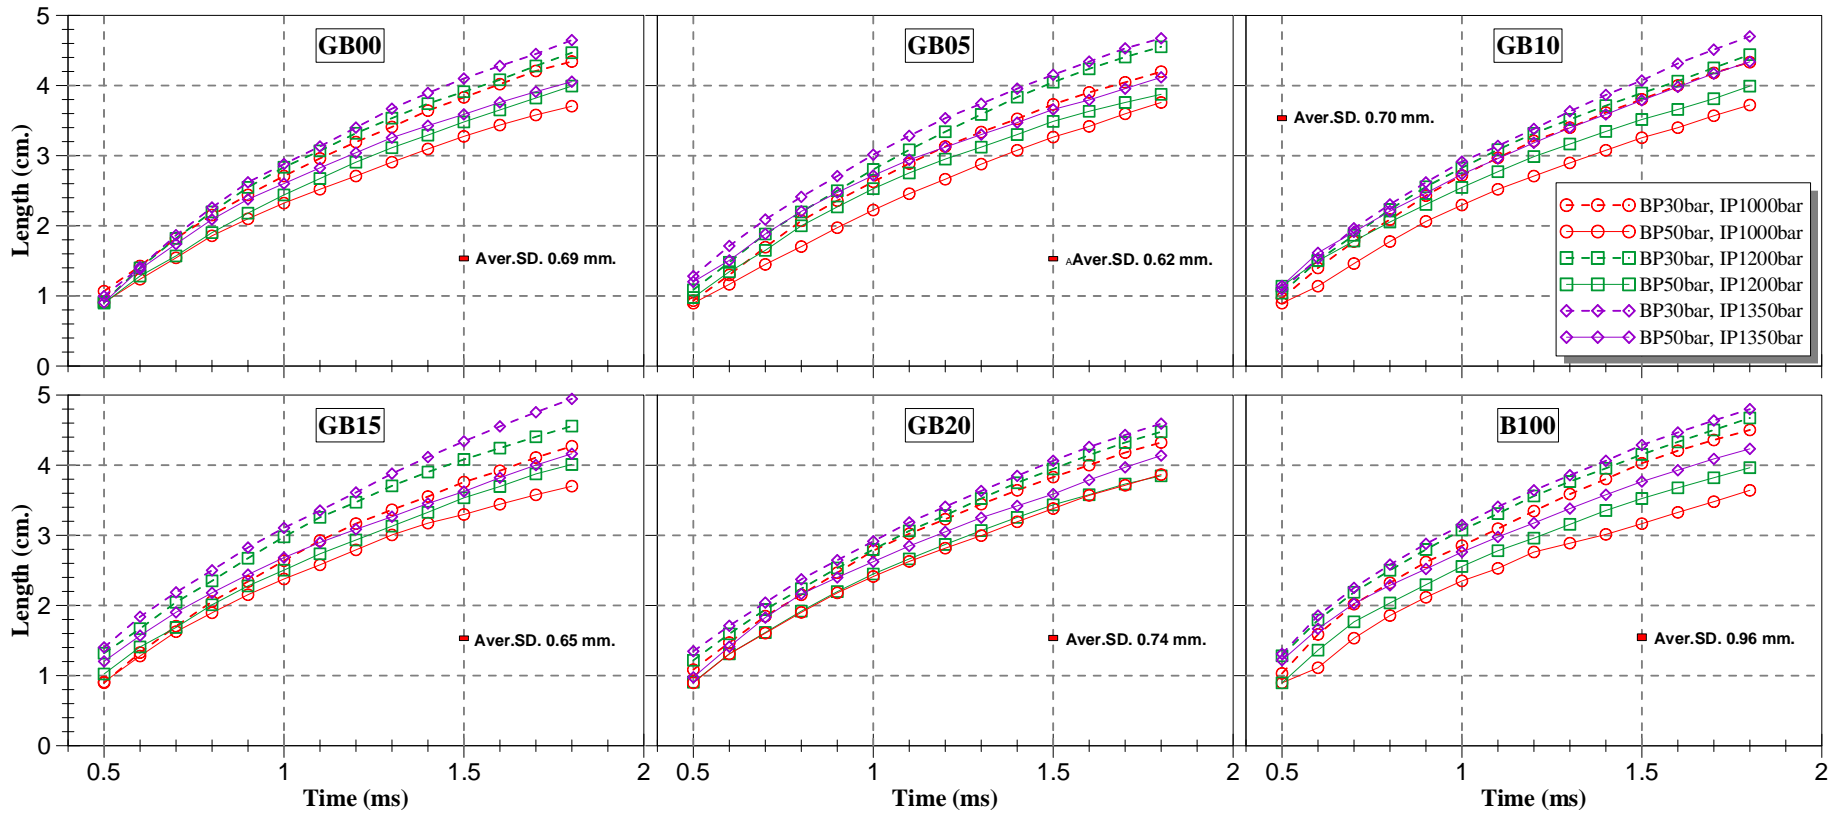 5
4
3
2
1
0
Length (cm.)
GB00
Aver.SD. 0.69 mm.
GB05
AAver.SD. 0.62 mm.
GB10
Aver.SD. 0.70 mm.
BP30bar, IP1000bar
BP50bar, IP1000bar
BP30bar, IP1200bar
BP50bar, IP1200bar
BP30bar, IP1350bar
BP50bar, IP1350bar
5
4
3
2
1
0
Length (cm.)
GB15
Aver.SD. 0.65 mm.
GB20
Aver.SD. 0.74 mm.
B100
Aver.SD. 0.96 mm.
0.5 1 1.5 2
0.5 1 1.5 2
0.5 1 1.5 2
Time (ms)
Time (ms)
Time (ms)